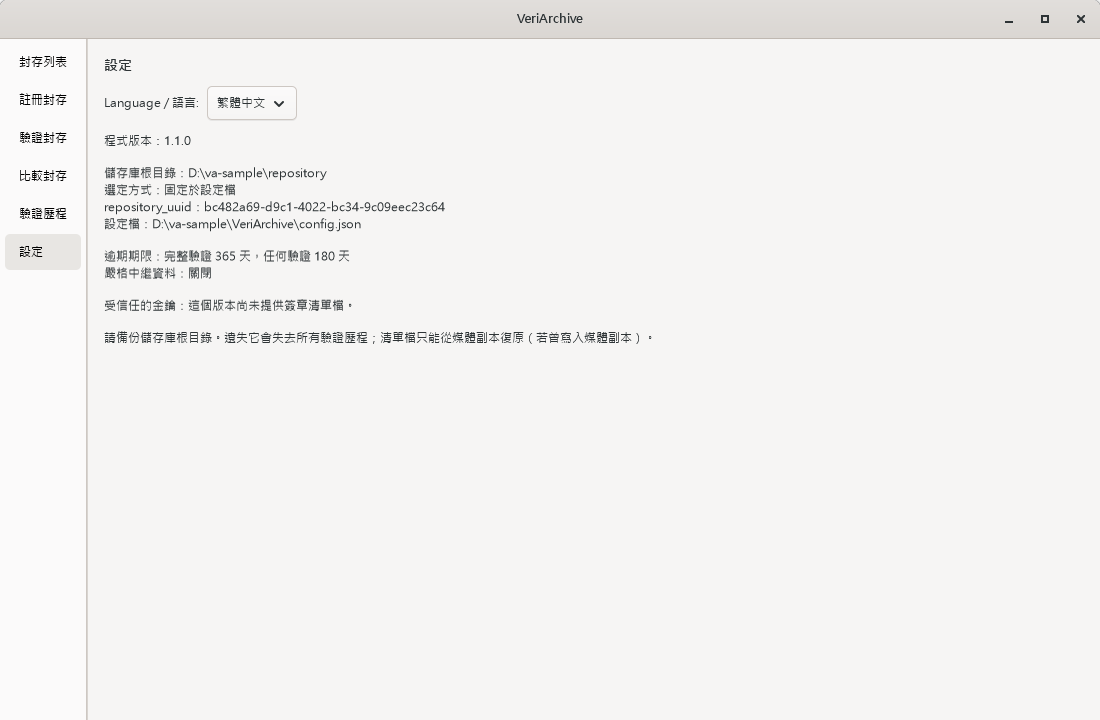 VeriArchive
封存列表
註冊封存
驗證封存
比較封存
驗證歷程
設定
設定
Language / 語言: 繁體中文
程式版本：1.1.0
儲存庫根目錄：D:\va-sample\repository
選定方式：固定於設定檔
repository_uuid：bc482a69-d9c1-4022-bc34-9c09eec23c64
設定檔：D:\va-sample\VeriArchive\config.json
逾期期限：完整驗證 365 天，任何驗證 180 天
嚴格中繼資料：關閉
受信任的金鑰：這個版本尚未提供簽章清單檔。
請備份儲存庫根目錄。遺失它會失去所有驗證歷程；清單檔只能從媒體副本復原（若曾寫入媒體副本）。